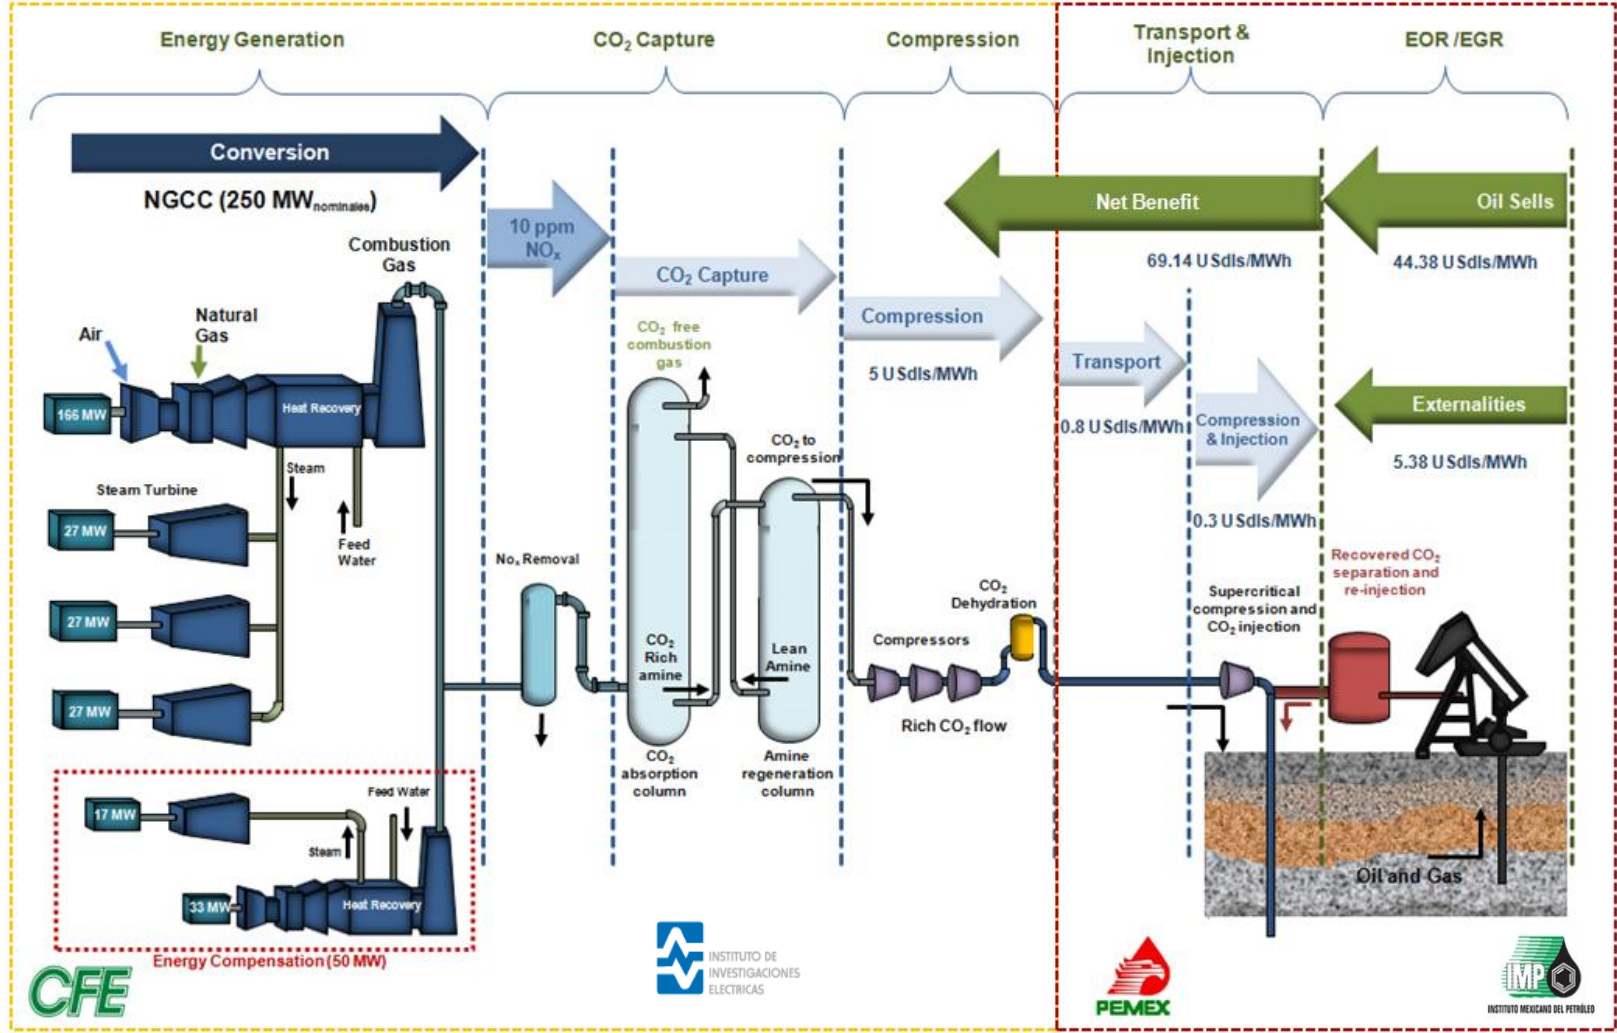 Energy Generation
CO2 Capture
Compression
Transport &
Injection
EOR /EGR
Conversion
NGCC (250 MWnominales)
10 ppm
NOx
CO2 Capture
Compression
5 USdls/MWh
Net Benefit
69.14 USdls/MWh
Oil Sells
44.38 USdls/MWh
Transport
0.8 USdls/MWh
Compression
& Injection
0.3 USdls/MWh
Externalities
5.38 USdls/MWh
Combustion
Gas
Air
Natural
Gas
166 MW
Heat Recovery
Steam
Feed
Water
Steam Turbine
27 MW
27 MW
27 MW
17 MW
Feed Water
Steam
33 MW
Heat Recovery
Energy Compensation (50 MW)
Nox Removal
CO2 free
combustion
gas
CO2 to
compression
CO2
Rich
amine
Lean
Amine
CO2
absorption
column
Amine
regeneration
column
Compressors
CO2
Dehydration
Rich CO2 flow
Supercritical
compression and
CO2 injection
Recovered CO2
separation and
re-injection
Oil and Gas
CFE
INSTITUTO DE
INVESTIGACIONES
ELECTRICAS
PEMEX
IMP
INSTITUTO MEXICANO DEL PETRÓLEO